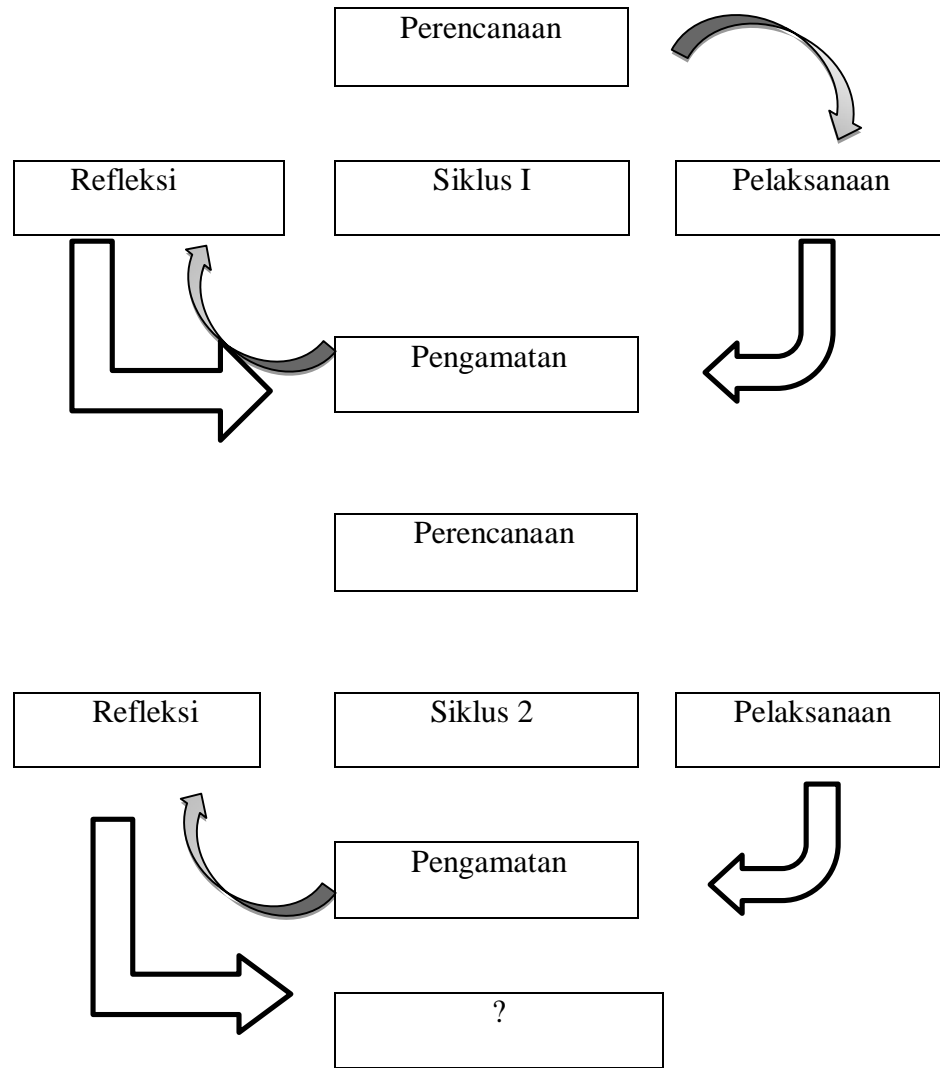 Perencanaan
Refleksi
Siklus I
Pelaksanaan
Pengamatan
Perencanaan
Refleksi
Siklus 2
Pelaksanaan
Pengamatan
?